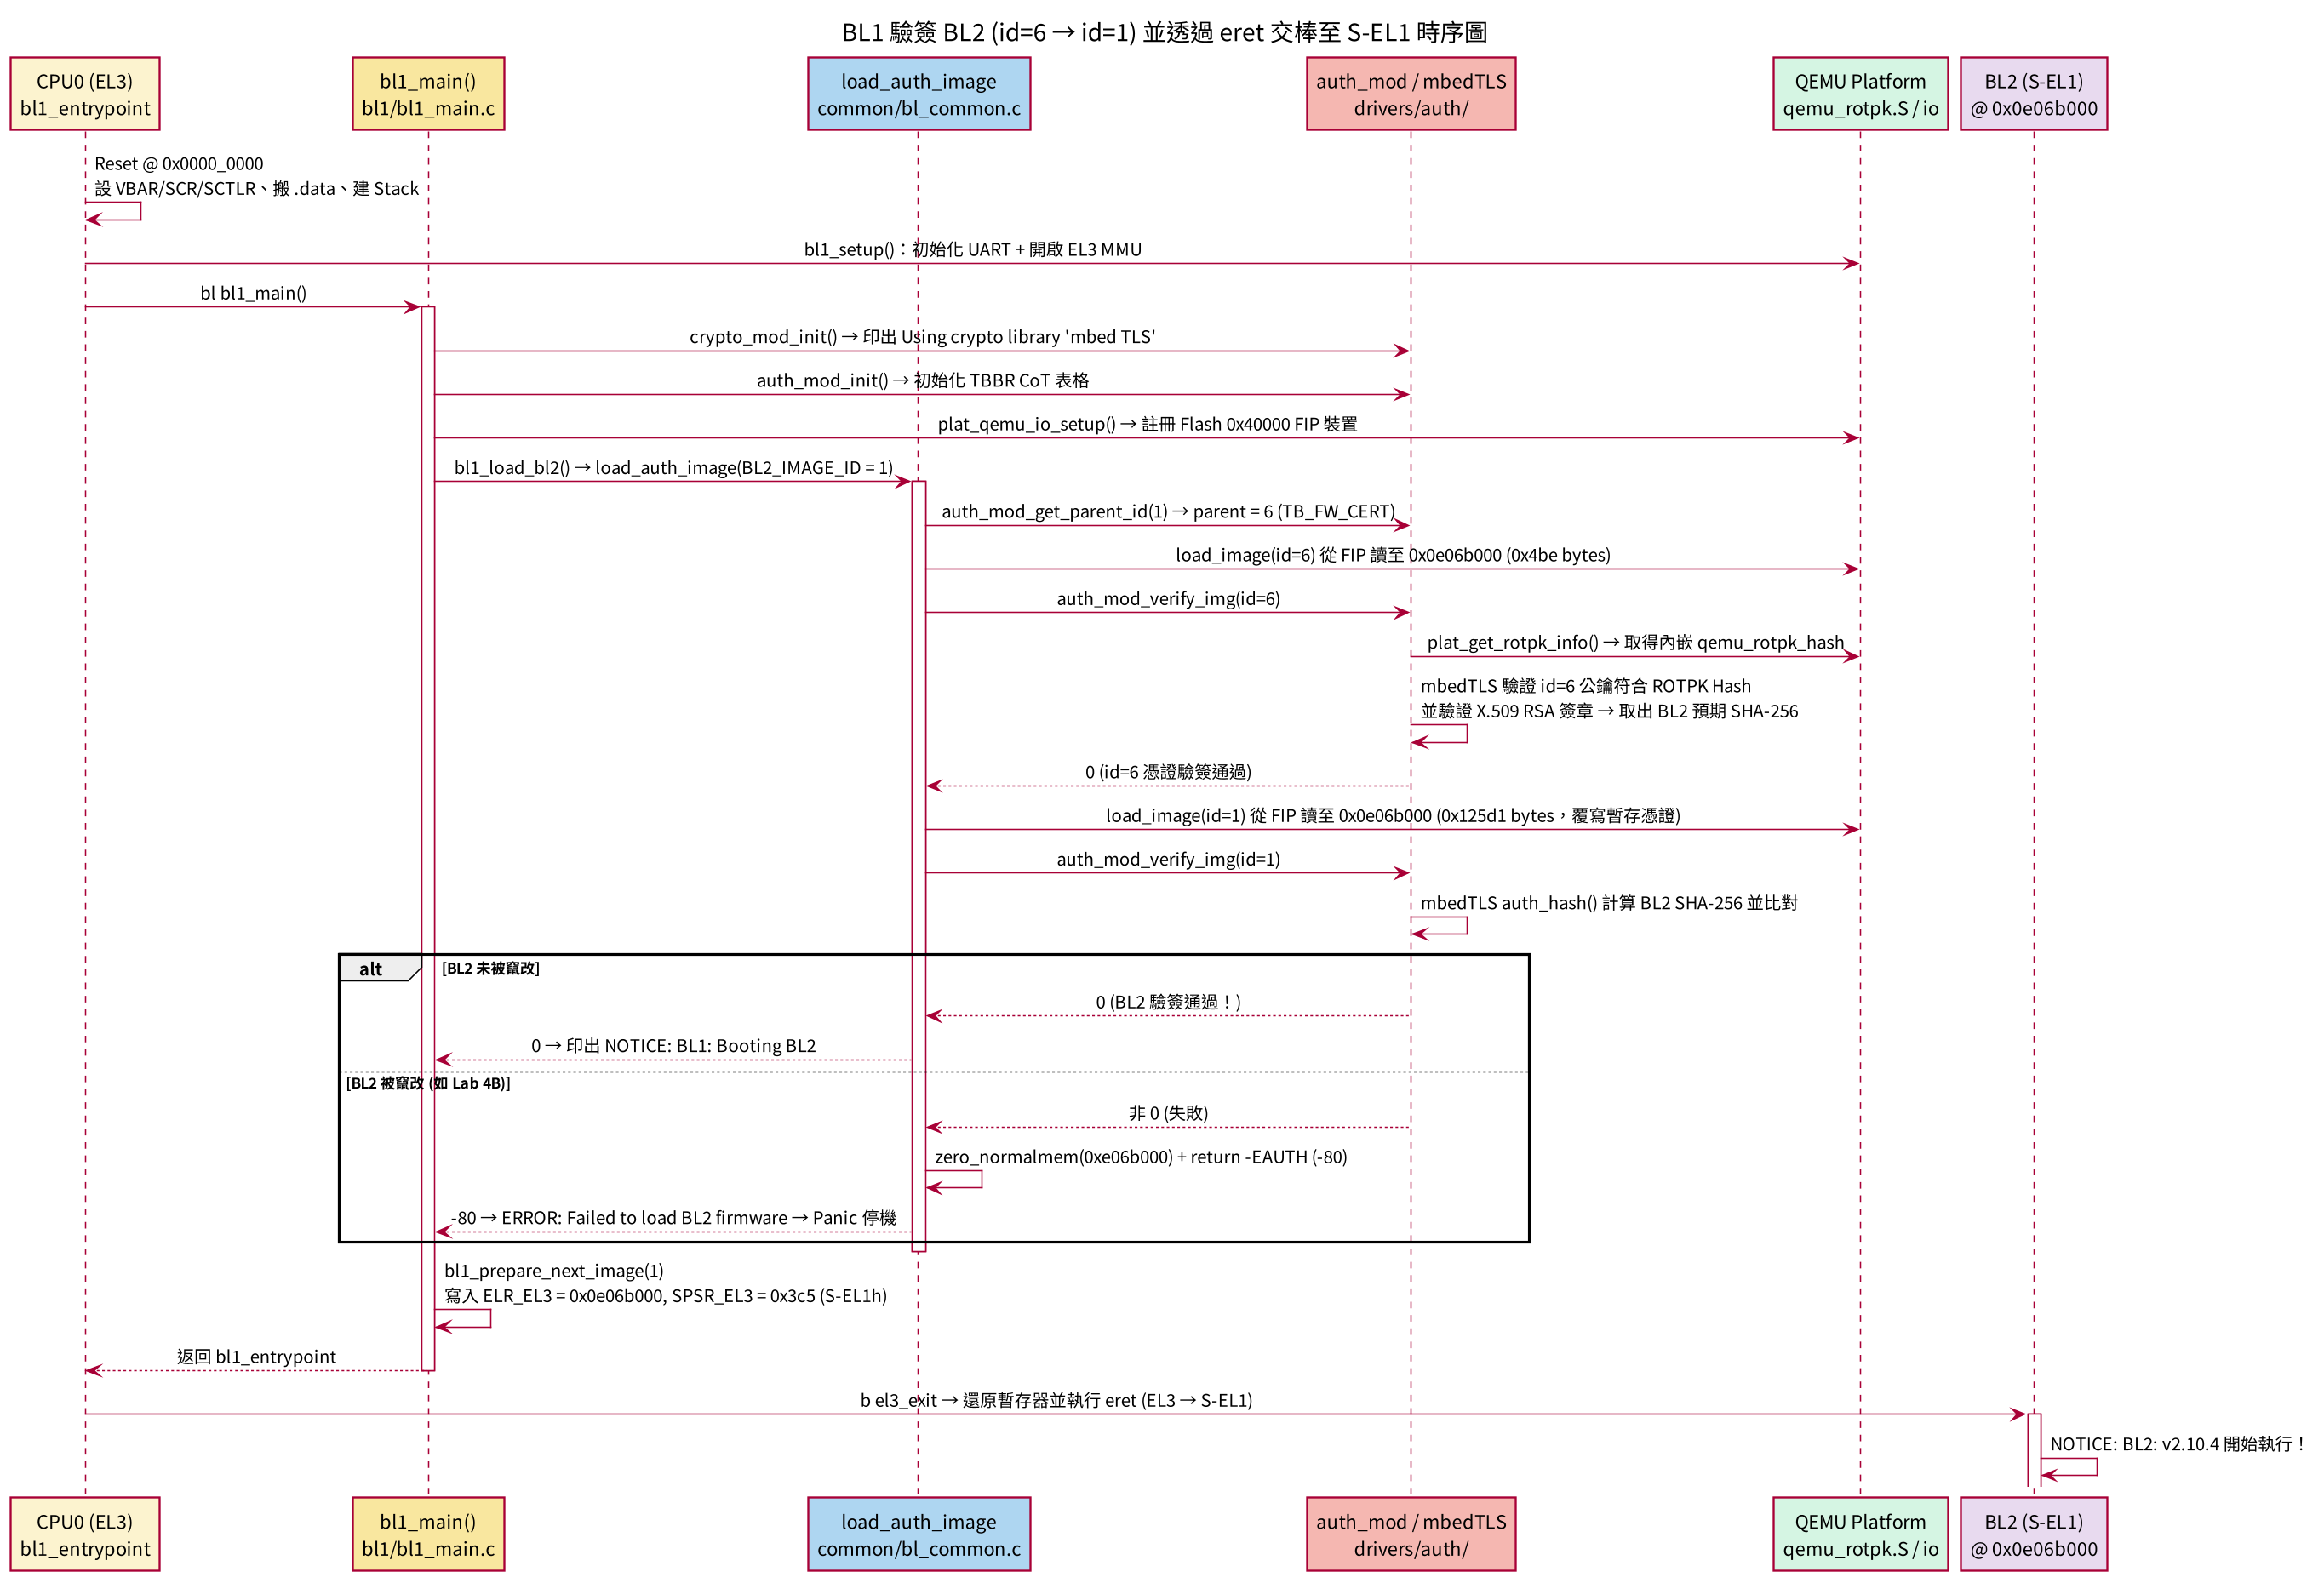 BL1 驗簽 BL2 (id=6 → id=1) 並透過 eret 交棒至 S-EL1 時序圖
CPU0 (EL3)
bl1_entrypoint
bl1_main()
bl1/bl1_main.c
load_auth_image
common/bl_common.c
auth_mod / mbedTLS
drivers/auth/
QEMU Platform
qemu_rotpk.S / io
BL2 (S-EL1)
@ 0x0e06b000
Reset @ 0x0000_0000
設 VBAR/SCR/SCTLR、搬 .data、建 Stack
bl1_setup()：初始化 UART + 開啟 EL3 MMU
bl bl1_main()
crypto_mod_init() → 印出 Using crypto library 'mbed TLS'
auth_mod_init() → 初始化 TBBR CoT 表格
plat_qemu_io_setup() → 註冊 Flash 0x40000 FIP 裝置
bl1_load_bl2() → load_auth_image(BL2_IMAGE_ID = 1)
auth_mod_get_parent_id(1) → parent = 6 (TB_FW_CERT)
load_image(id=6) 從 FIP 讀至 0x0e06b000 (0x4be bytes)
auth_mod_verify_img(id=6)
plat_get_rotpk_info() → 取得內嵌 qemu_rotpk_hash
mbedTLS 驗證 id=6 公鑰符合 ROTPK Hash
並驗證 X.509 RSA 簽章 → 取出 BL2 預期 SHA-256
0 (id=6 憑證驗簽通過)
load_image(id=1) 從 FIP 讀至 0x0e06b000 (0x125d1 bytes，覆寫暫存憑證)
auth_mod_verify_img(id=1)
mbedTLS auth_hash() 計算 BL2 SHA-256 並比對
alt [BL2 未被竄改]
0 (BL2 驗簽通過！)
0 → 印出 NOTICE: BL1: Booting BL2
[BL2 被竄改 (如 Lab 4B)]
非 0 (失敗)
zero_normalmem(0xe06b000) + return -EAUTH (-80)
-80 → ERROR: Failed to load BL2 firmware → Panic 停機
bl1_prepare_next_image(1)
寫入 ELR_EL3 = 0x0e06b000, SPSR_EL3 = 0x3c5 (S-EL1h)
返回 bl1_entrypoint
b el3_exit → 還原暫存器並執行 eret (EL3 → S-EL1)
NOTICE: BL2: v2.10.4 開始執行！
CPU0 (EL3)
bl1_entrypoint
bl1_main()
bl1/bl1_main.c
load_auth_image
common/bl_common.c
auth_mod / mbedTLS
drivers/auth/
QEMU Platform
qemu_rotpk.S / io
BL2 (S-EL1)
@ 0x0e06b000